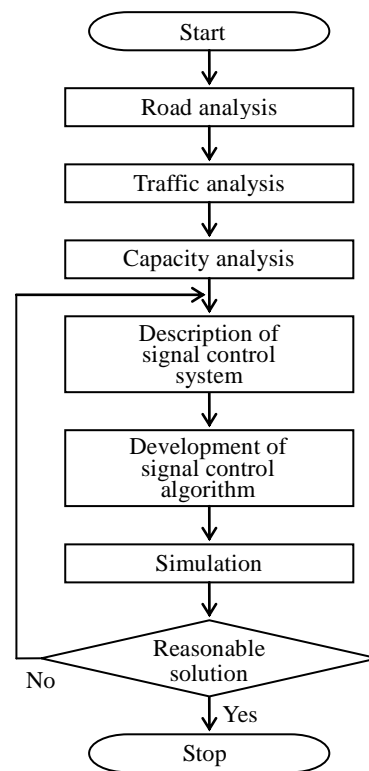 Start
Road analysis
Traffic analysis
Capacity analysis
Description of
signal control
system
Development of
signal control
algorithm
Simulation
Reasonable
solution
No
Yes
Stop